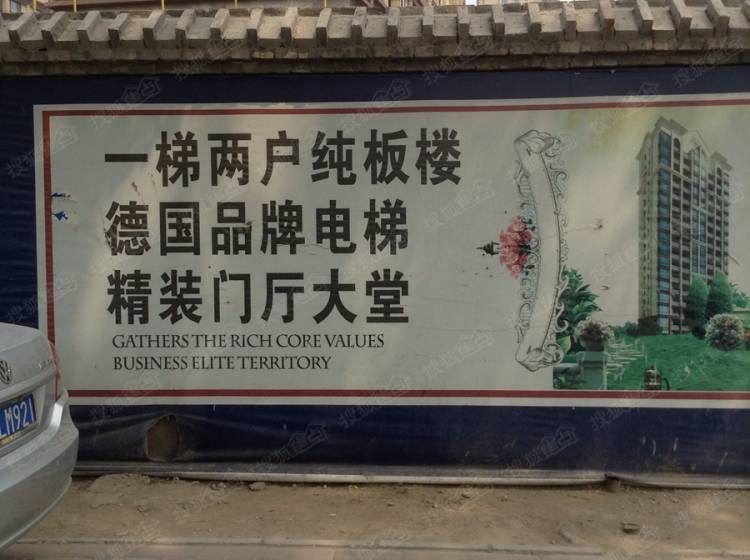 一梯两户纯板楼
德国品牌电梯
精装门厅大堂
GATHERS THE RICH CORE VALUES
BUSINESS ELITE TERRITORY
M921